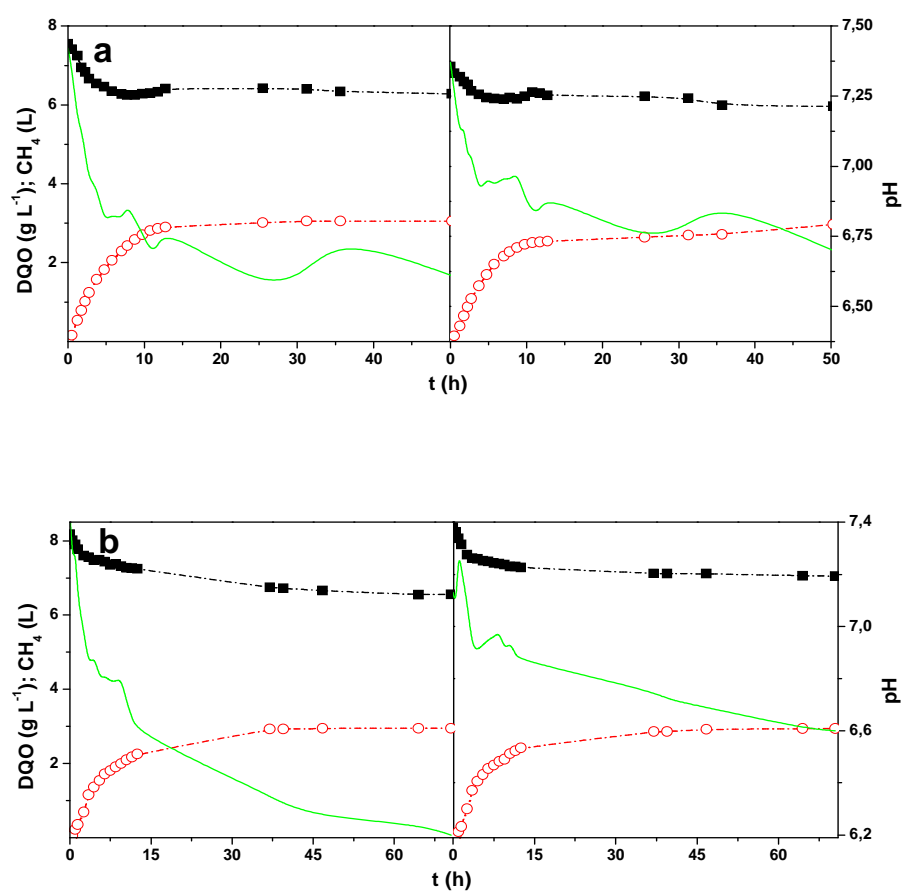 a
DQO (g L⁻¹); CH₄ (L)
8
6
4
2
7,50
7,25
7,00
6,75
6,50
pH
0 10 20 30 40 0 10 20 30 40 50
t (h)
b
DQO (g L⁻¹); CH₄ (L)
8
6
4
2
7,4
7,0
6,6
6,2
pH
0 15 30 45 60 0 15 30 45 60
t (h)